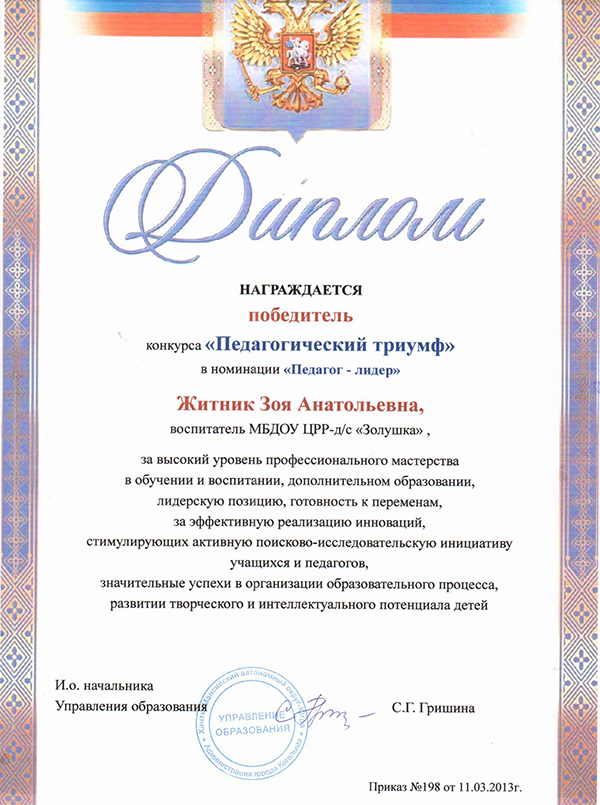 Диплом
НАГРАЖДАЕТСЯ
победитель
конкурса «Педагогический триумф»
в номинации «Педагог - лидер»
Житник Зоя Анатольевна,
воспитатель МБДОУ ЦРР-д/с «Золушка» ,
за высокий уровень профессионального мастерства
в обучении и воспитании, дополнительном образовании,
лидерскую позицию, готовность к переменам,
за эффективную реализацию инноваций,
стимулирующих активную поисково-исследовательскую инициативу
учащихся и педагогов,
значительные успехи в организации образовательного процесса,
развитии творческого и интеллектуального потенциала детей
И.о. начальника
Управления образования
С.Г. Гришина
Ханты-Мансийский автономный округ
УПРАВЛЕНИЕ
ОБРАЗОВАНИЯ
Администрация города Когалыма
Приказ №198 от 11.03.2013г.